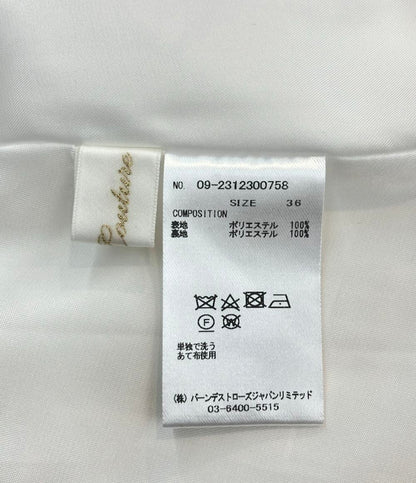 Couture
NO. 09-2312300758
SIZE 36
COMPOSITION
表地 ポリエステル 100%
裏地 ポリエステル 100%
F W
単独で洗う
あて布使用
(株) バーンデストローズジャパンリミテッド
03-6400-5515